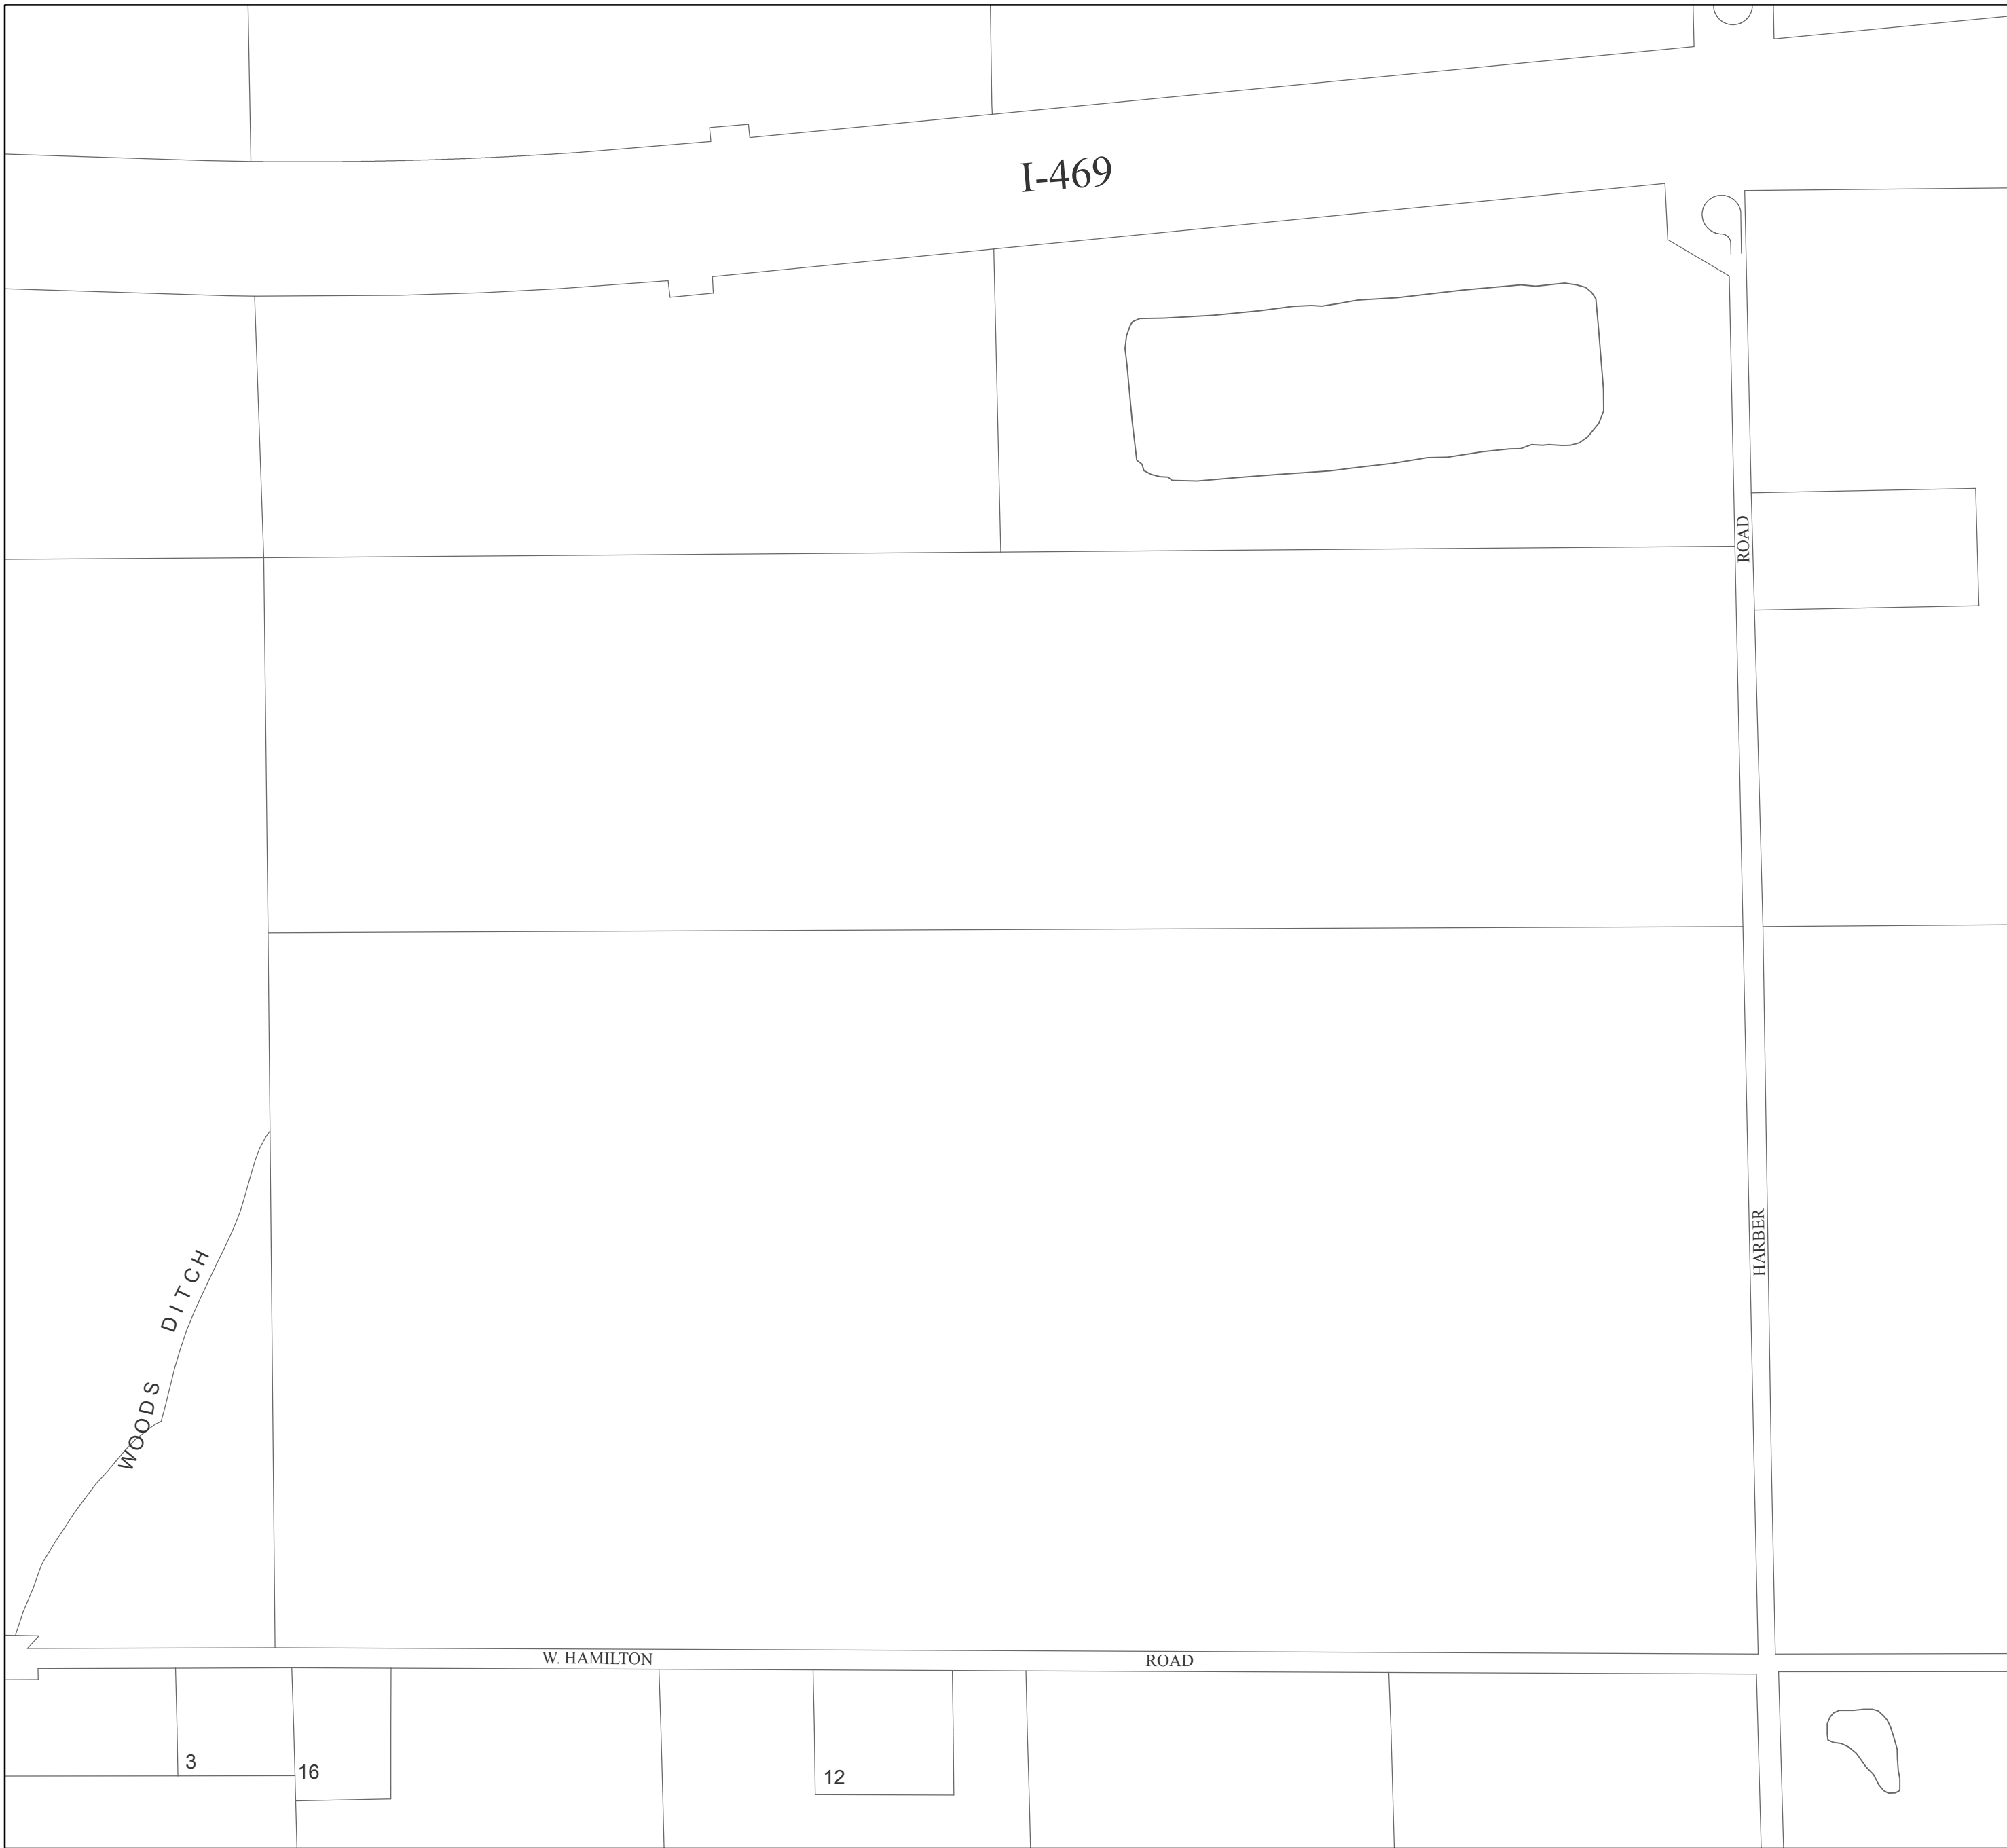 I-469
ROAD
HARBER
WOODS DITCH
W. HAMILTON ROAD
3
16
12